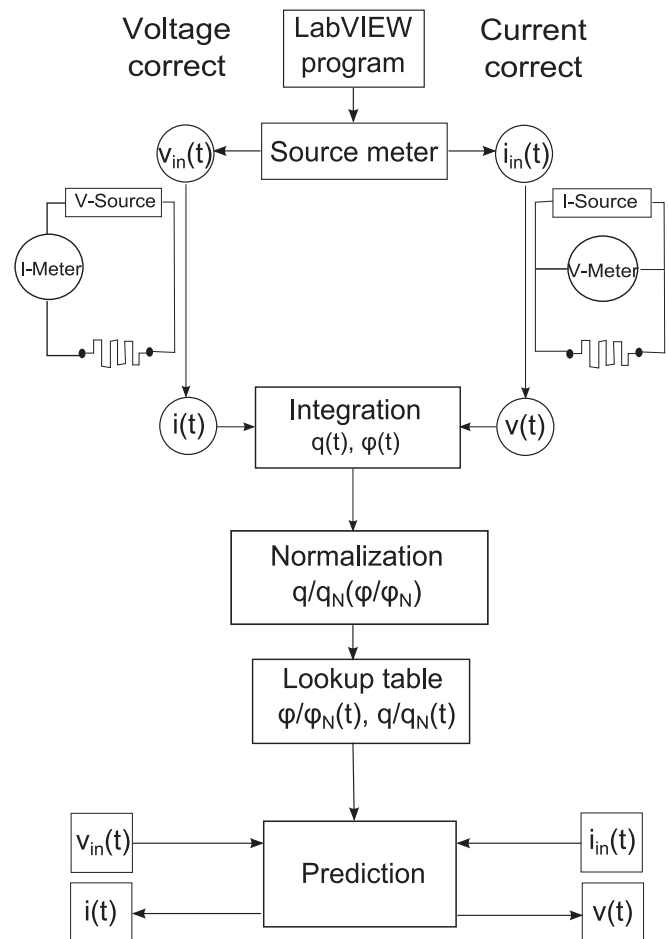 Voltage
correct
LabVIEW
program
Current
correct
v_in(t)
Source meter
i_in(t)
V-Source
I-Source
I-Meter
V-Meter
i(t)
Integration
q(t), φ(t)
v(t)
Normalization
q/q_N(φ/φ_N)
Lookup table
φ/φ_N(t), q/q_N(t)
v_in(t)
Prediction
i_in(t)
i(t)
v(t)